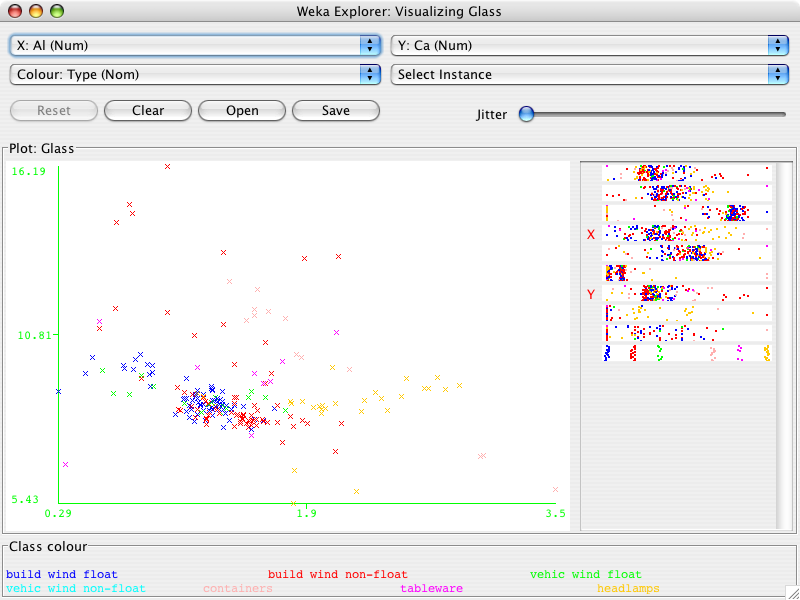 Weka Explorer: Visualizing Glass
X: Al (Num) Y: Ca (Num)
Colour: Type (Nom) Select Instance
Reset Clear Open Save Jitter
Plot: Glass
16.19
X
Y
10.81
5.43
0.29 1.9 3.5
Class colour
build wind float build wind non-float vehic wind float
vehic wind non-float containers tableware headlamps